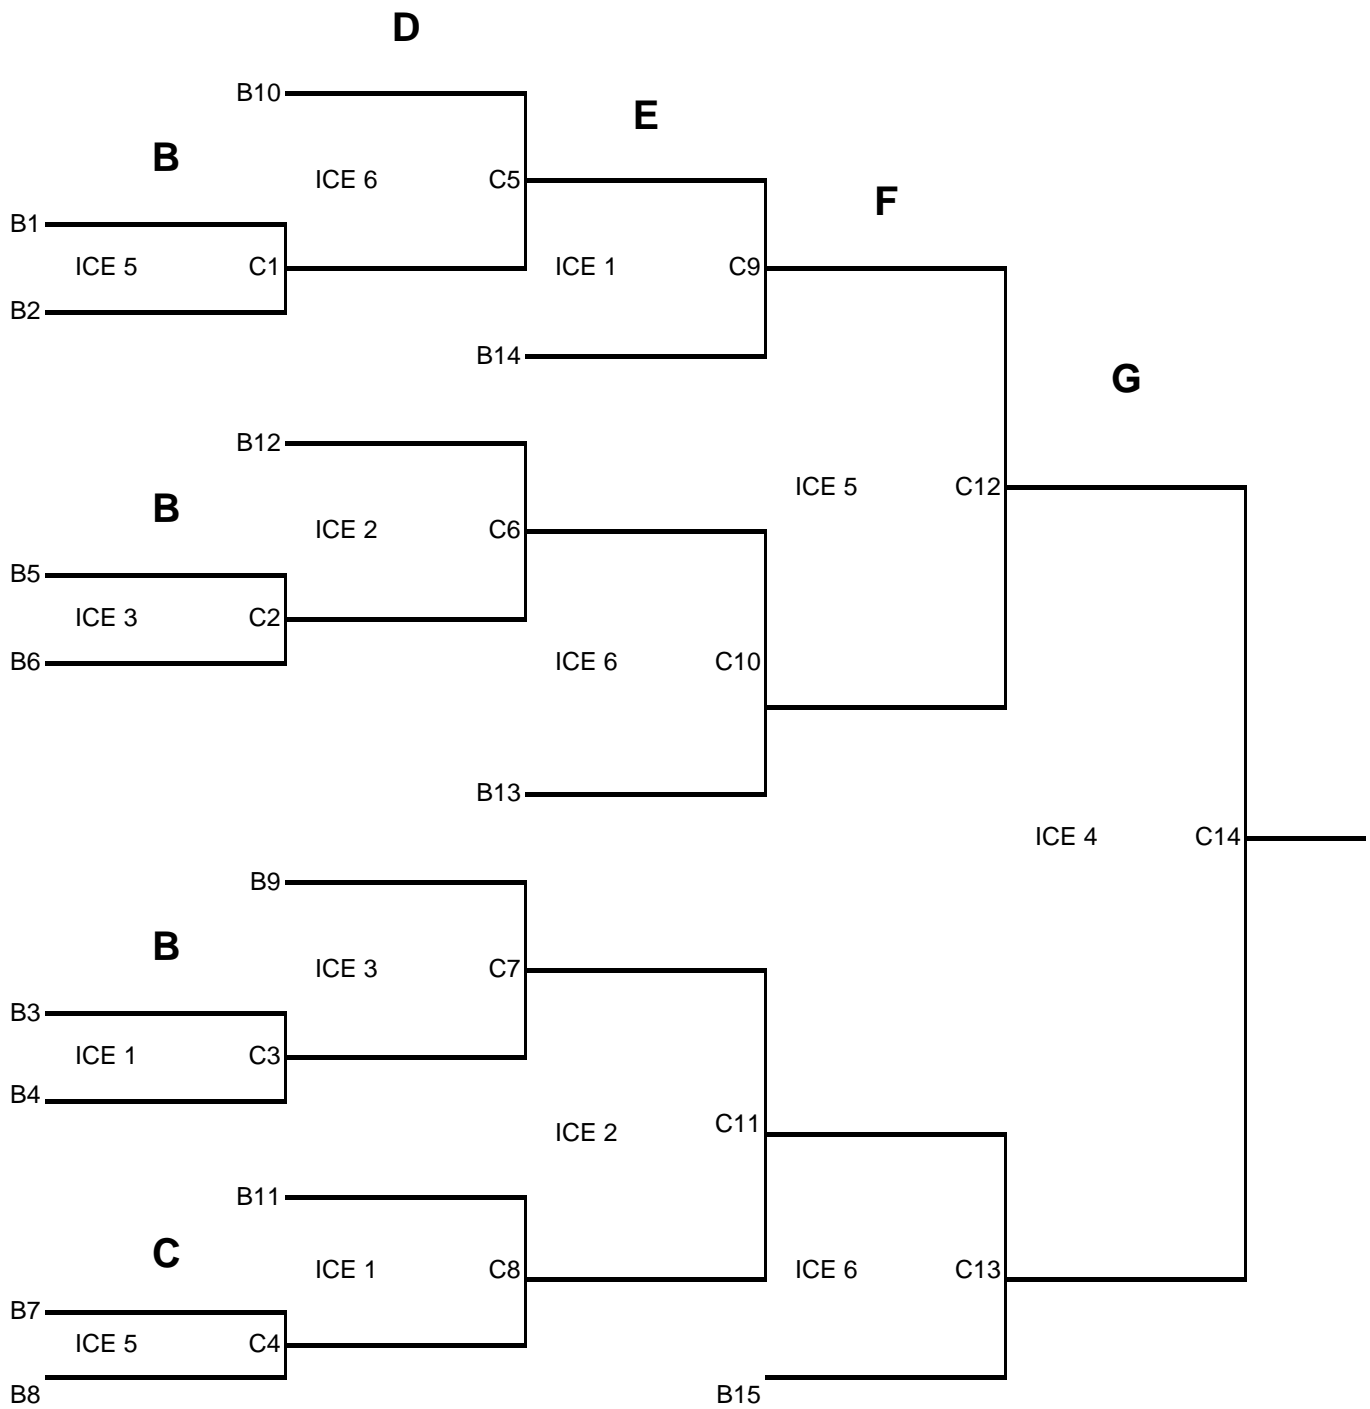 D
B10
E
B
ICE 6 C5
F
B1
ICE 5 C1
ICE 1 C9
B2
B14
G
B12
B
ICE 2 C6
ICE 5 C12
B5
ICE 3 C2
B6
ICE 6 C10
B13
ICE 4 C14
B9
B
ICE 3 C7
B3
ICE 1 C3
B4
ICE 2 C11
B11
C
ICE 1 C8
ICE 6 C13
B7
ICE 5 C4
B8
B15